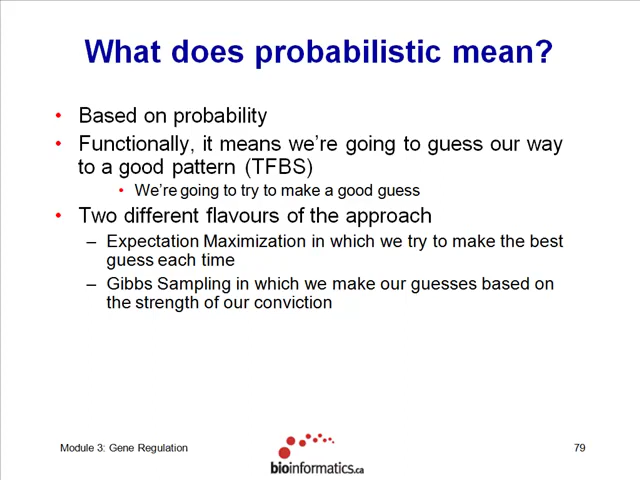 What does probabilistic mean?
• Based on probability
• Functionally, it means we're going to guess our way
to a good pattern (TFBS)
• We're going to try to make a good guess
• Two different flavours of the approach
– Expectation Maximization in which we try to make the best
guess each time
– Gibbs Sampling in which we make our guesses based on
the strength of our conviction
Module 3: Gene Regulation
bioinformatics.ca
79